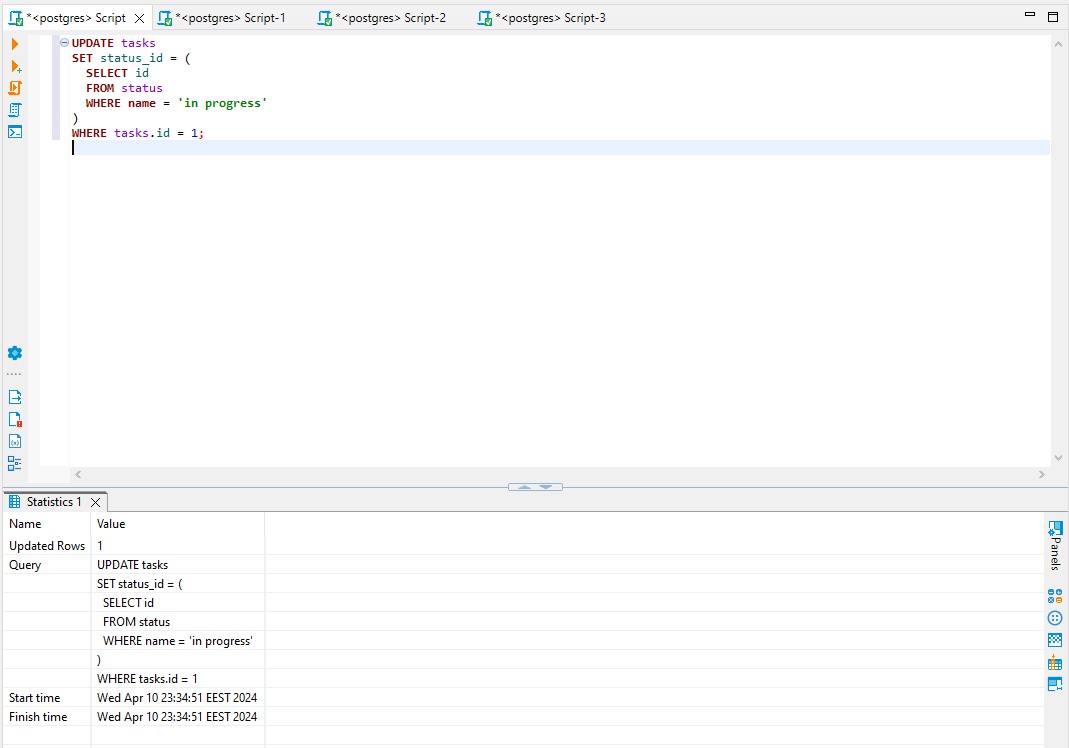 *<postgres> Script
*<postgres> Script-1
*<postgres> Script-2
*<postgres> Script-3
UPDATE tasks
SET status_id = (
  SELECT id
  FROM status
  WHERE name = 'in progress'
)
WHERE tasks.id = 1;
Statistics 1
Name Value
Updated Rows 1
Query UPDATE tasks
SET status_id = (
  SELECT id
  FROM status
  WHERE name = 'in progress'
)
WHERE tasks.id = 1
Start time Wed Apr 10 23:34:51 EEST 2024
Finish time Wed Apr 10 23:34:51 EEST 2024
Panels